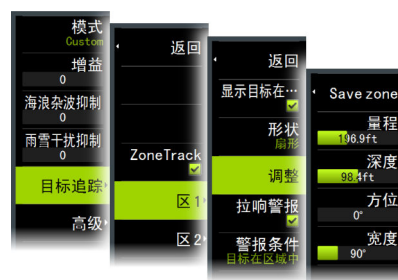 模式
Custom
增益
0
海浪杂波抑制
0
雨雪干扰抑制
0
目标追踪
高级
返回
ZoneTrack
区 1
区 2
返回
显示目标在…
形状
扇形
调整
拉响警报
警报条件
目标在区域中
Save zone
量程
196.9ft
深度
98.4ft
方位
0°
宽度
90°